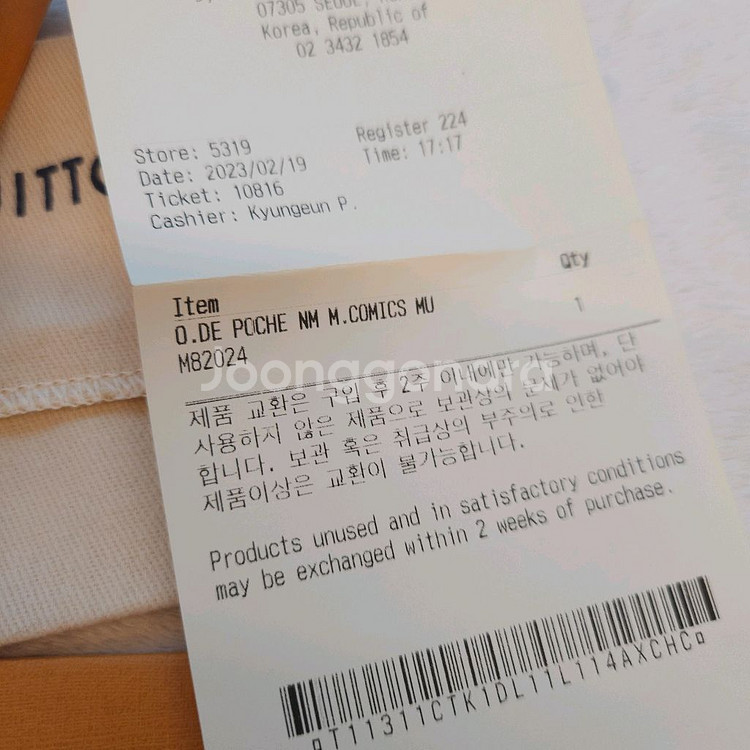 07305 SEOUL,
Korea, Republic of
02 3432 1854
Store: 5319 Register 224
Date: 2023/02/19 Time: 17:17
Ticket: 10816
Cashier: Kyungeun P.
UITTO
Item Qty
O.DE POCHE NM M.COMICS MU 1
M82024
Joonggonara
제품 교환은 구입 후 2주 이내에만 가능하며, 단
사용하지 않은 제품으로 보관상의 문제가 없어야
합니다. 보관 혹은 취급상의 부주의로 인한
제품이상은 교환이 불가능합니다.
Products unused and in satisfactory conditions
may be exchanged within 2 weeks of purchase.
¤T11311CTK1DL11L114AXCHC¤